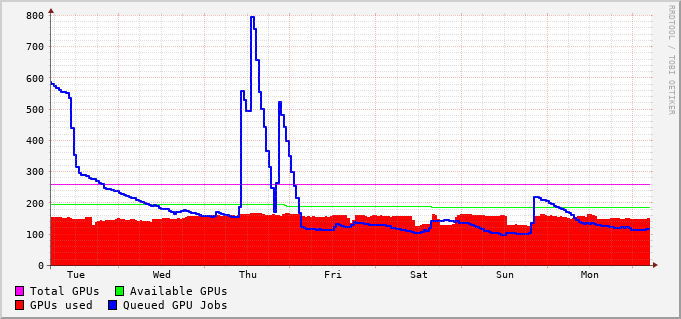 RRDTOOL / TOBI OETIKER
800
700
600
500
400
300
200
100
0
Tue Wed Thu Fri Sat Sun Mon
Total GPUs Available GPUs
GPUs used Queued GPU Jobs